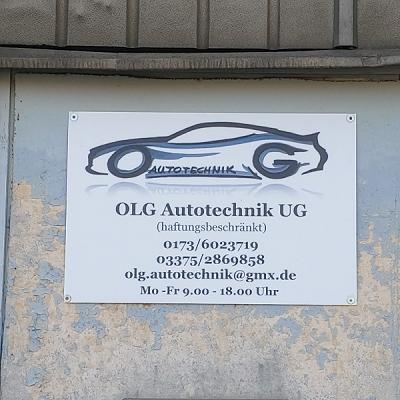 O AUTOTECHNIK G
OLG Autotechnik UG
(haftungsbeschränkt)
0173/6023719
03375/2869858
olg.autotechnik@gmx.de
Mo -Fr 9.00 - 18.00 Uhr